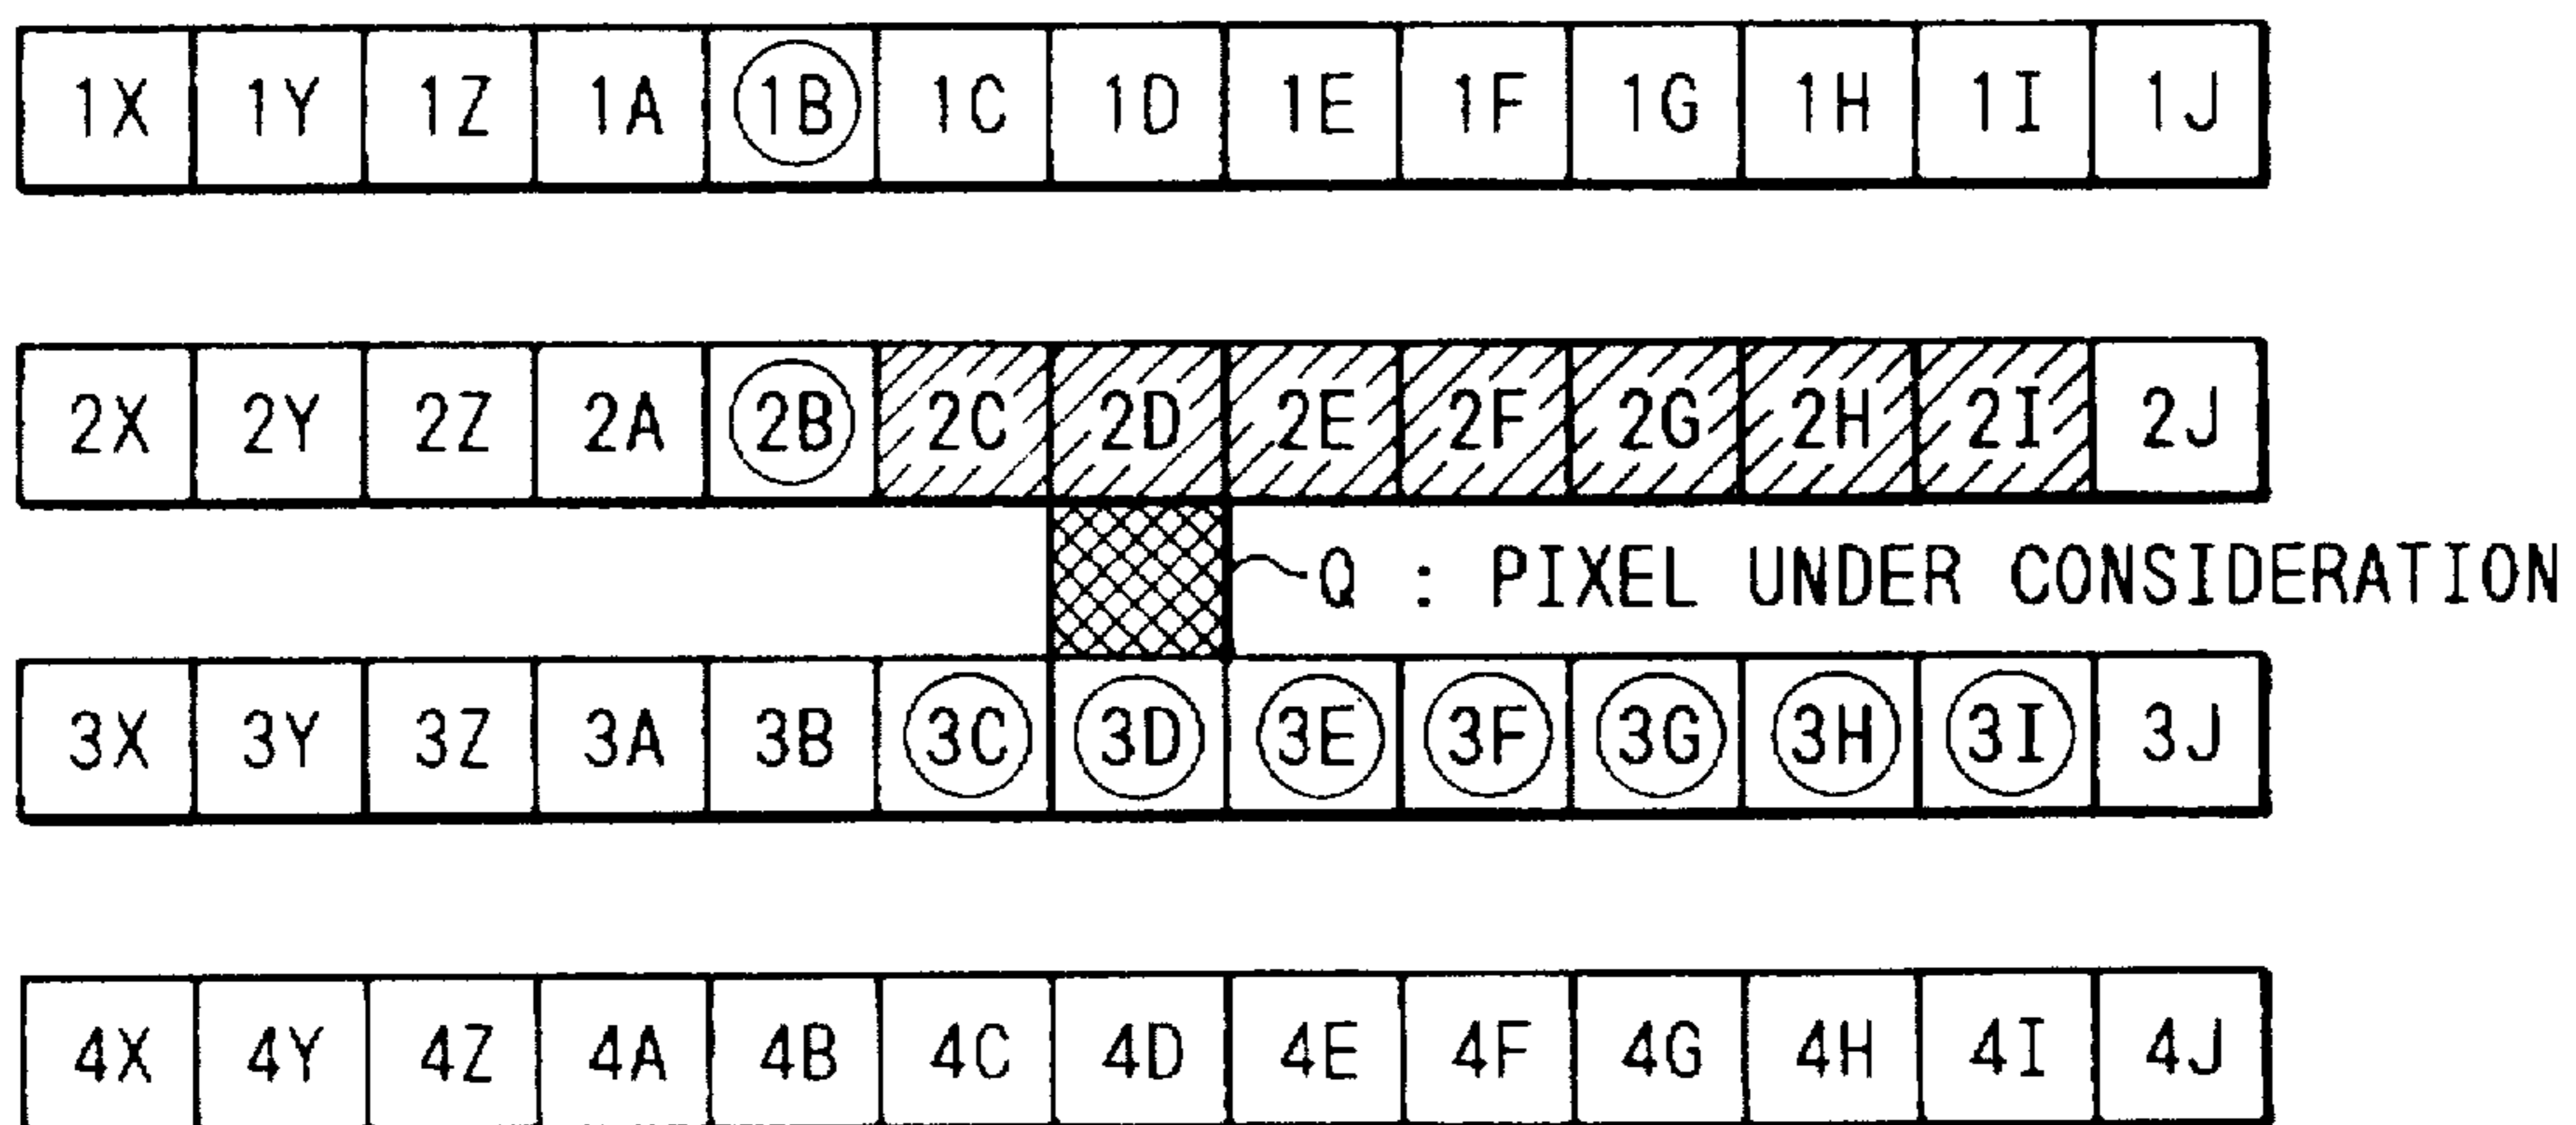 1X 1Y 1Z 1A 1B 1C 1D 1E 1F 1G 1H 1I 1J
2X 2Y 2Z 2A 2B 2C 2D 2E 2F 2G 2H 2I 2J
Q : PIXEL UNDER CONSIDERATION
3X 3Y 3Z 3A 3B 3C 3D 3E 3F 3G 3H 3I 3J
4X 4Y 4Z 4A 4B 4C 4D 4E 4F 4G 4H 4I 4J